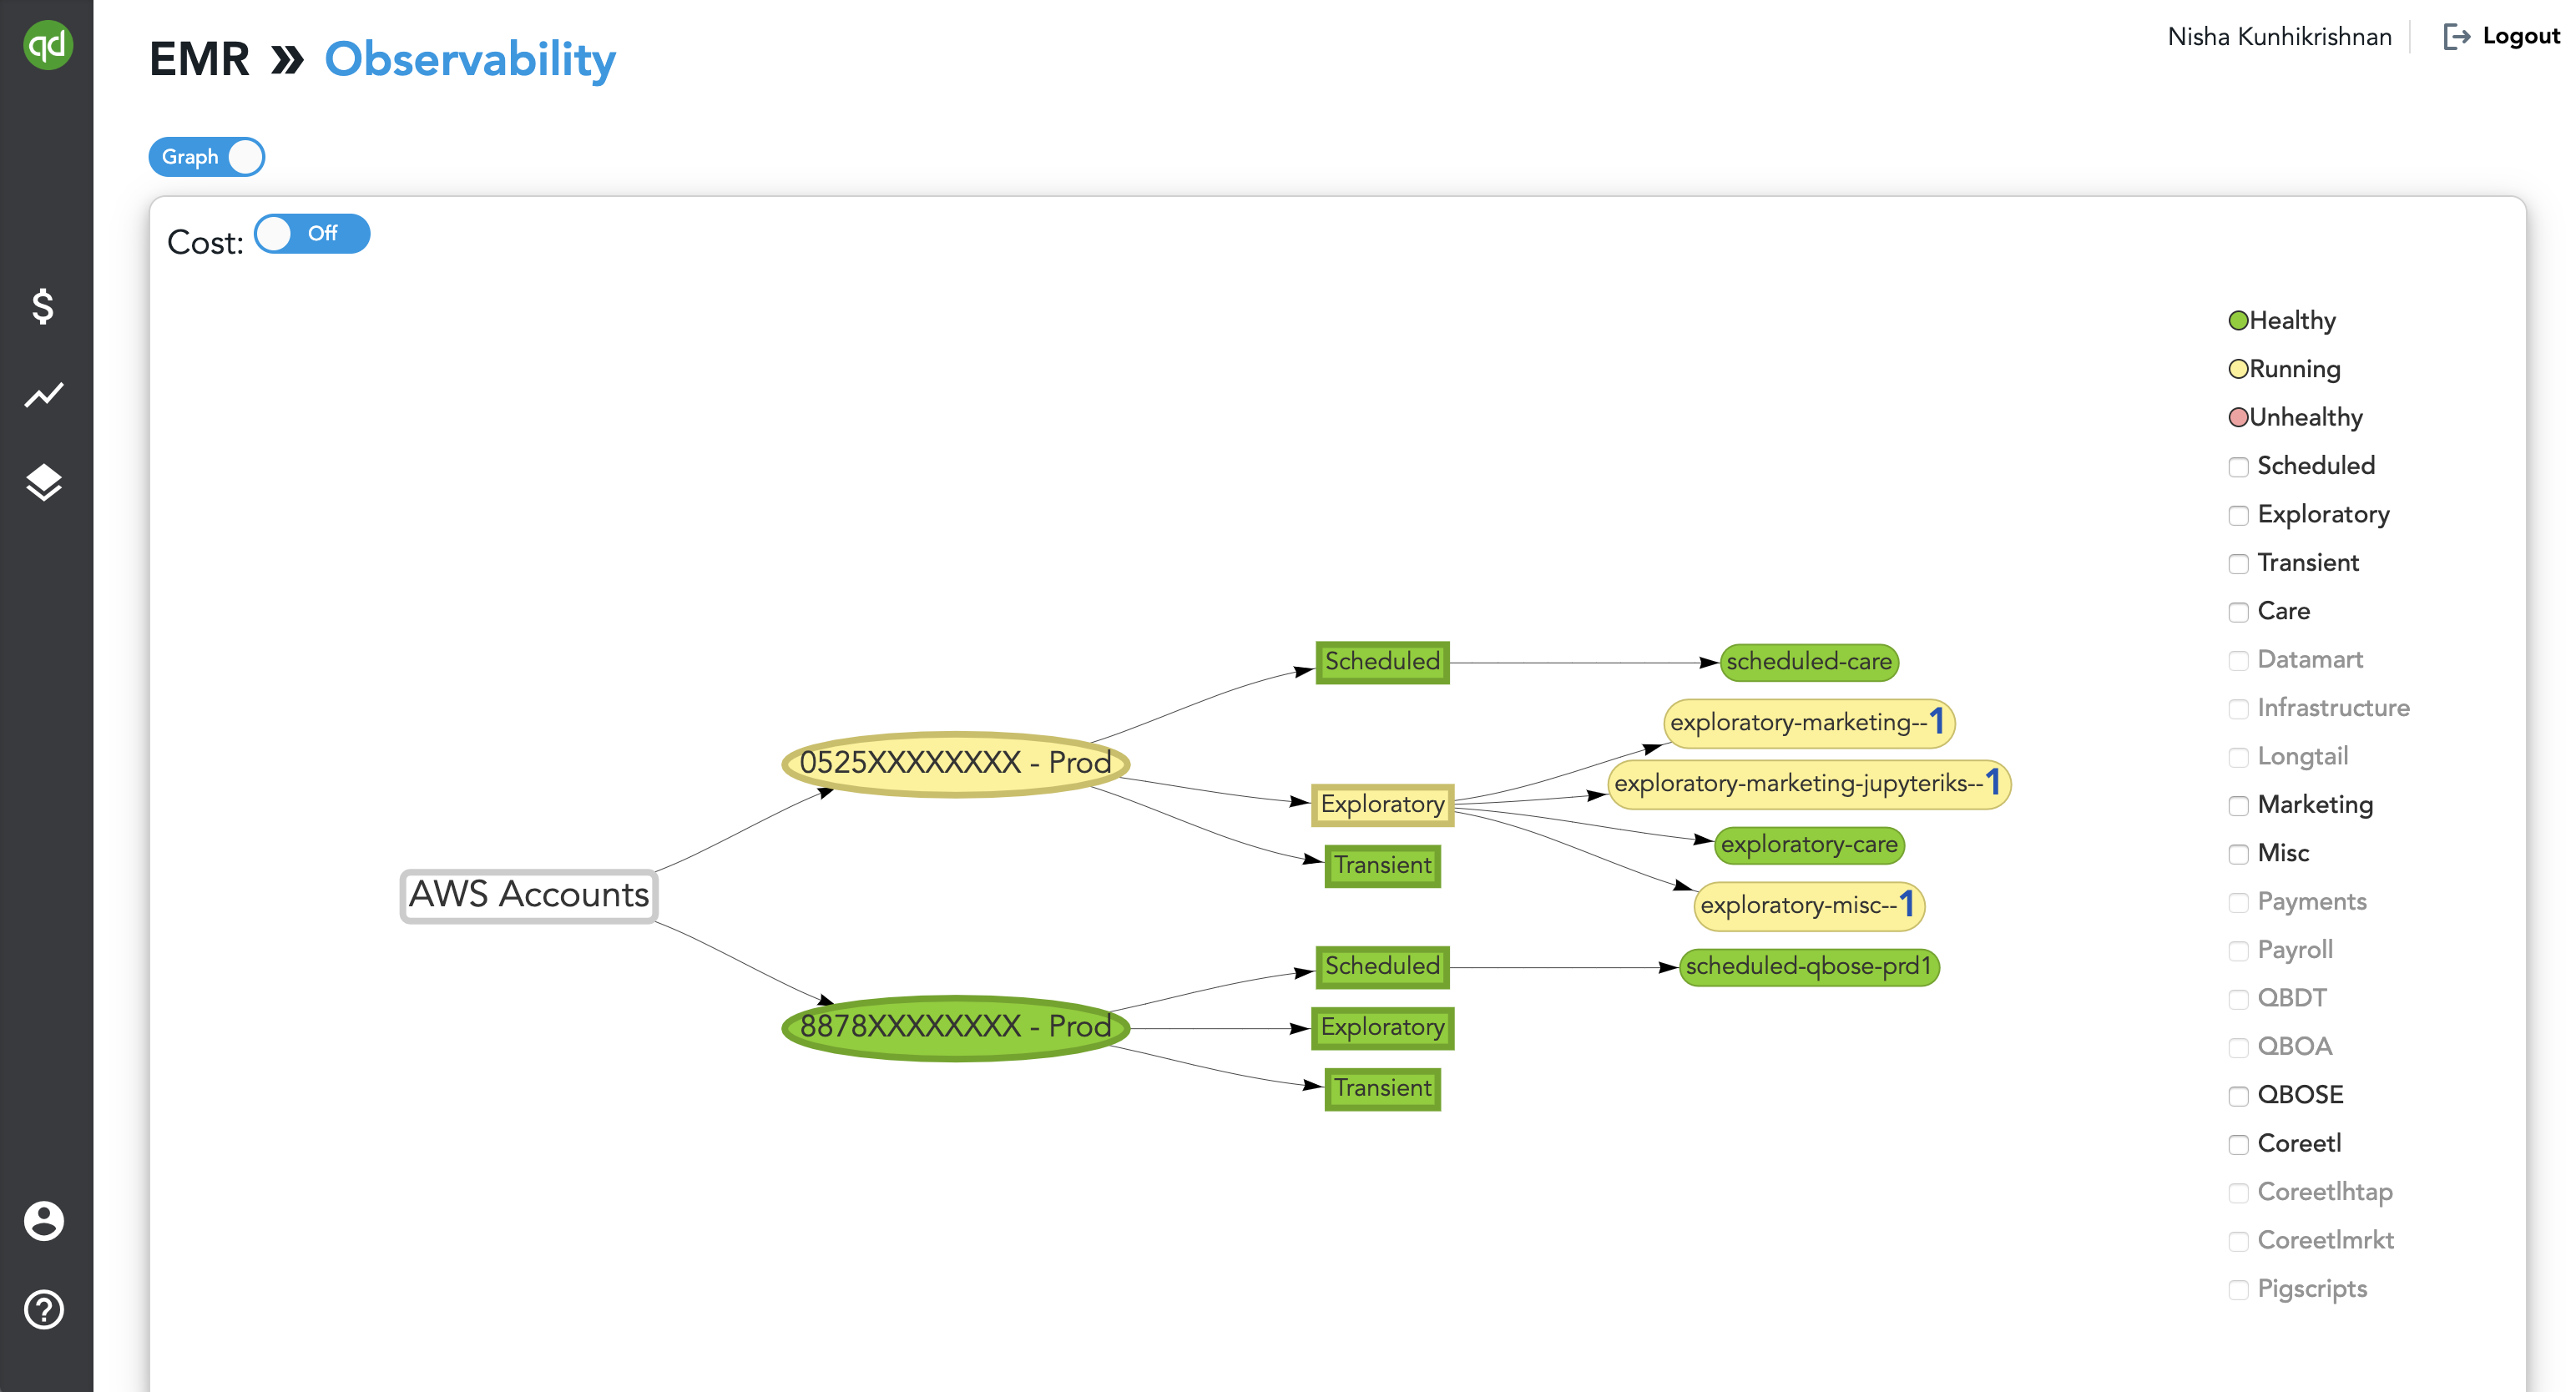 qd
EMR » Observability
Nisha Kunhikrishnan
Logout
Graph
Cost:
Off
Healthy
Running
Unhealthy
Scheduled
Exploratory
Transient
Care
Datamart
Infrastructure
Longtail
Marketing
Misc
Payments
Payroll
QBDT
QBOA
QBOSE
Coreetl
Coreetlhtap
Coreetlmrkt
Pigscripts
AWS Accounts
0525XXXXXXXX - Prod
Scheduled
scheduled-care
Exploratory
exploratory-marketing--1
exploratory-marketing-jupyteriks--1
exploratory-care
exploratory-misc--1
Transient
8878XXXXXXXX - Prod
Scheduled
scheduled-qbose-prd1
Exploratory
Transient